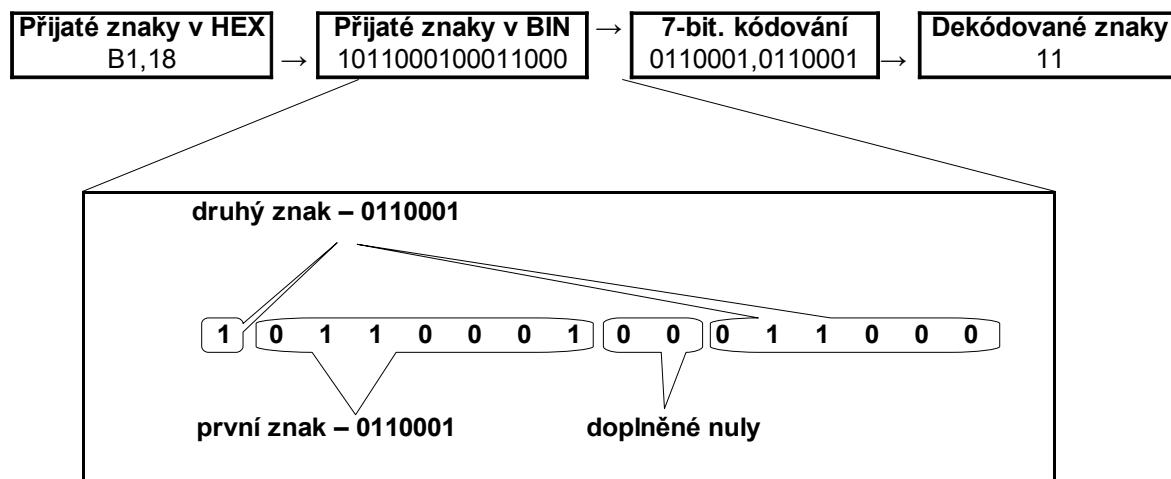 Přijaté znaky v HEX
B1,18
→
Přijaté znaky v BIN
1011000100011000
→
7-bit. kódování
0110001,0110001
→
Dekódované znaky
11
druhý znak – 0110001
1 0 1 1 0 0 0 1 0 0 0 1 1 0 0 0
první znak – 0110001
doplněné nuly